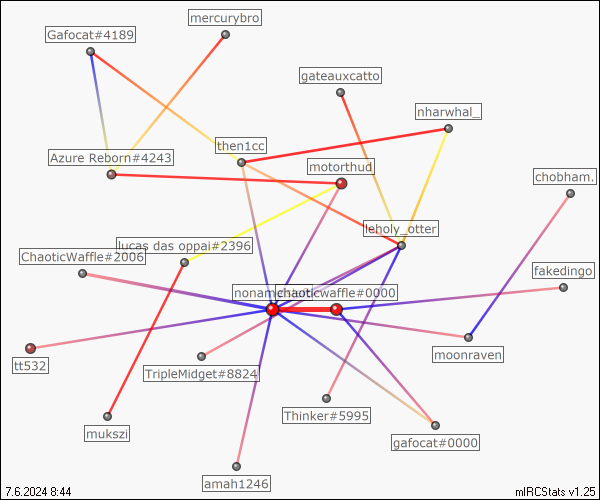 mercurybro
Gafocat#4189
gateauxcatto
nharwhal_
then1cc
Azure Reborn#4243
motorthud
chobham.
leholy_otter
lucas das oppai#2396
ChaoticWaffle#2006
fakedingo
chaoticwaffle#0000
moonraven
tt532
TripleMidget#8824
Thinker#5995
mukszi
gafocat#0000
amah1246
7.6.2024 8:44
mIRCStats v1.25